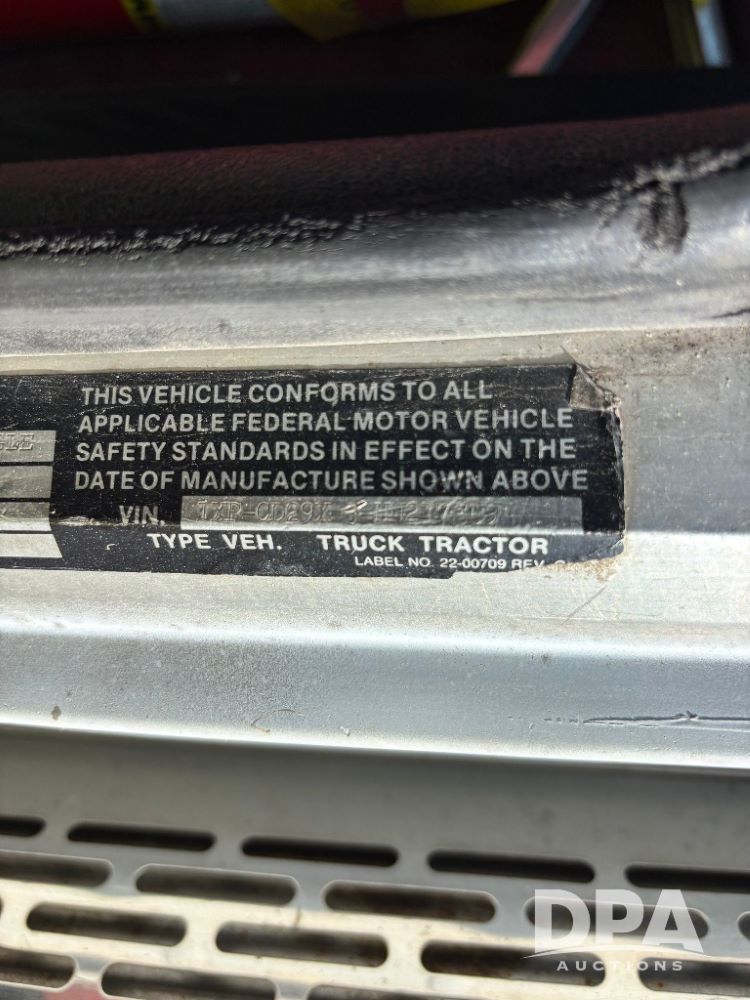 THIS VEHICLE CONFORMS TO ALL
APPLICABLE FEDERAL MOTOR VEHICLE
SAFETY STANDARDS IN EFFECT ON THE
DATE OF MANUFACTURE SHOWN ABOVE
VIN.
TYPE VEH. TRUCK TRACTOR
LABEL NO. 22-00709 REV.
DPA
AUCTIONS